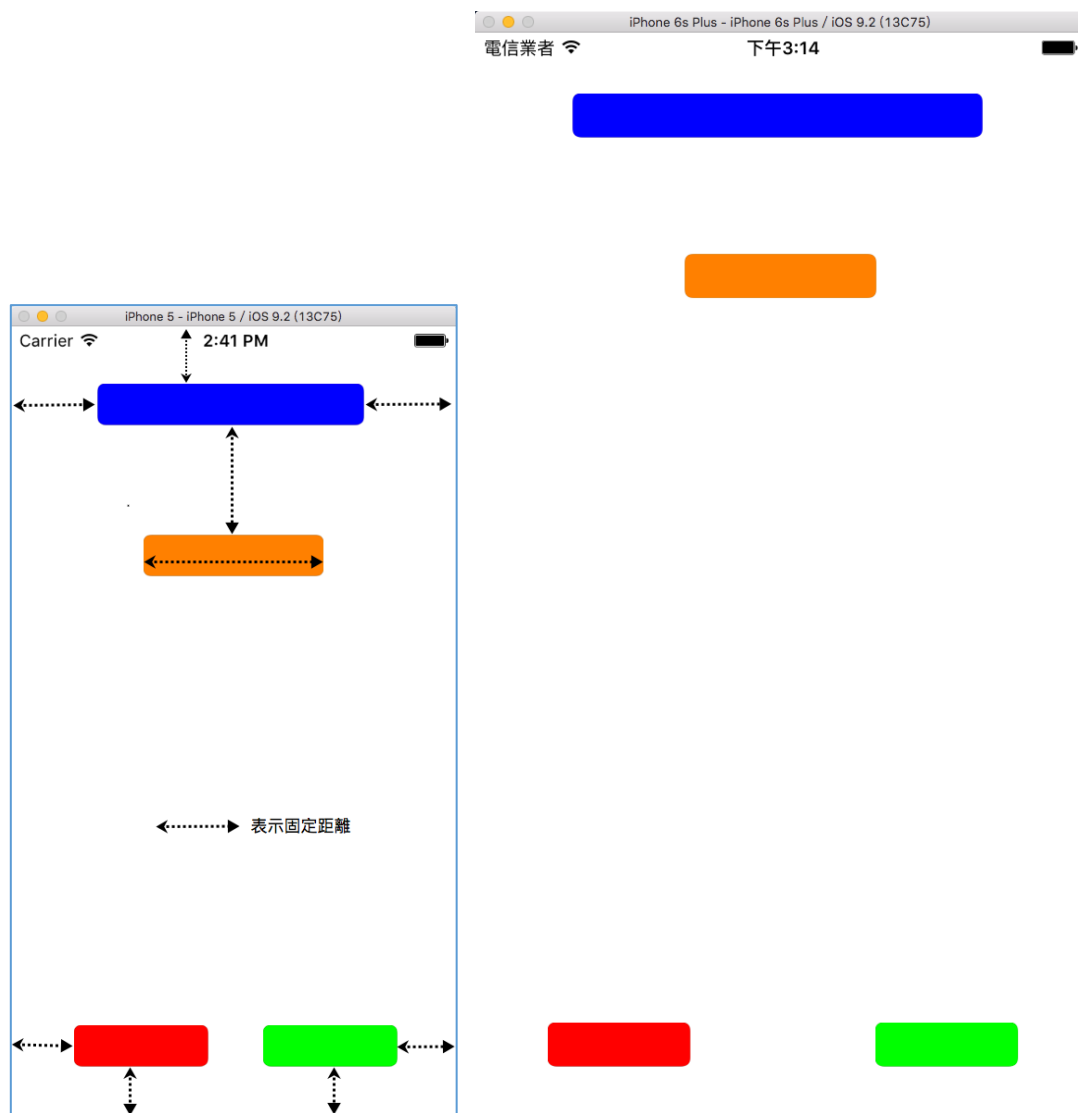 iPhone 6s Plus - iPhone 6s Plus / iOS 9.2 (13C75)
電信業者 下午3:14
iPhone 5 - iPhone 5 / iOS 9.2 (13C75)
Carrier 2:41 PM
表示固定距離